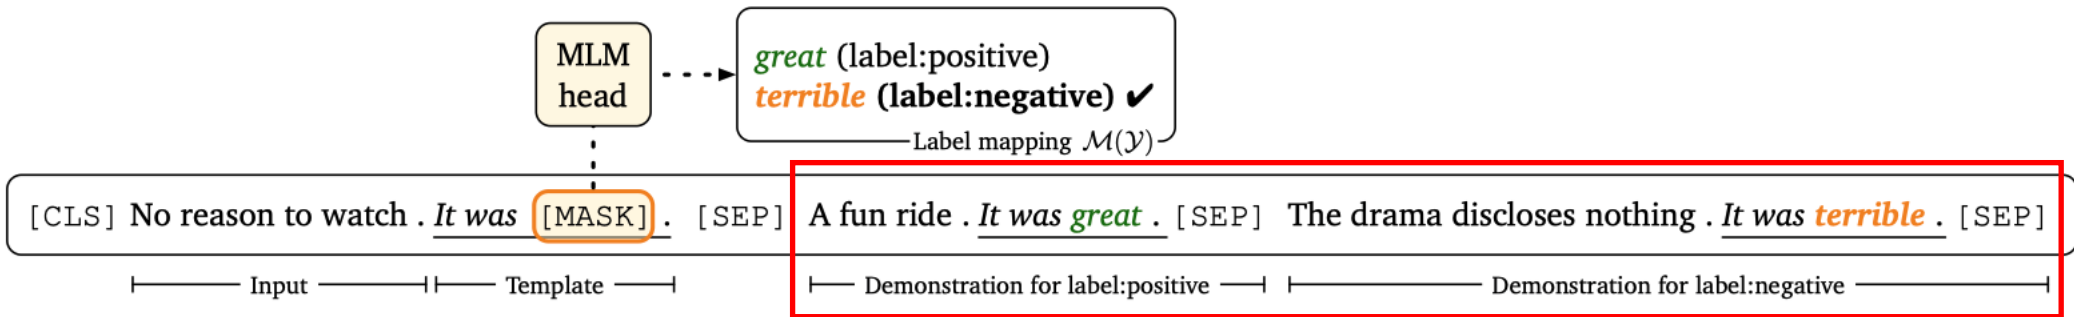 MLM
head
great (label:positive)
terrible (label:negative) ✔
Label mapping M(Y)
[CLS] No reason to watch . It was [MASK] . [SEP] A fun ride . It was great . [SEP] The drama discloses nothing . It was terrible . [SEP]
Input Template Demonstration for label:positive Demonstration for label:negative